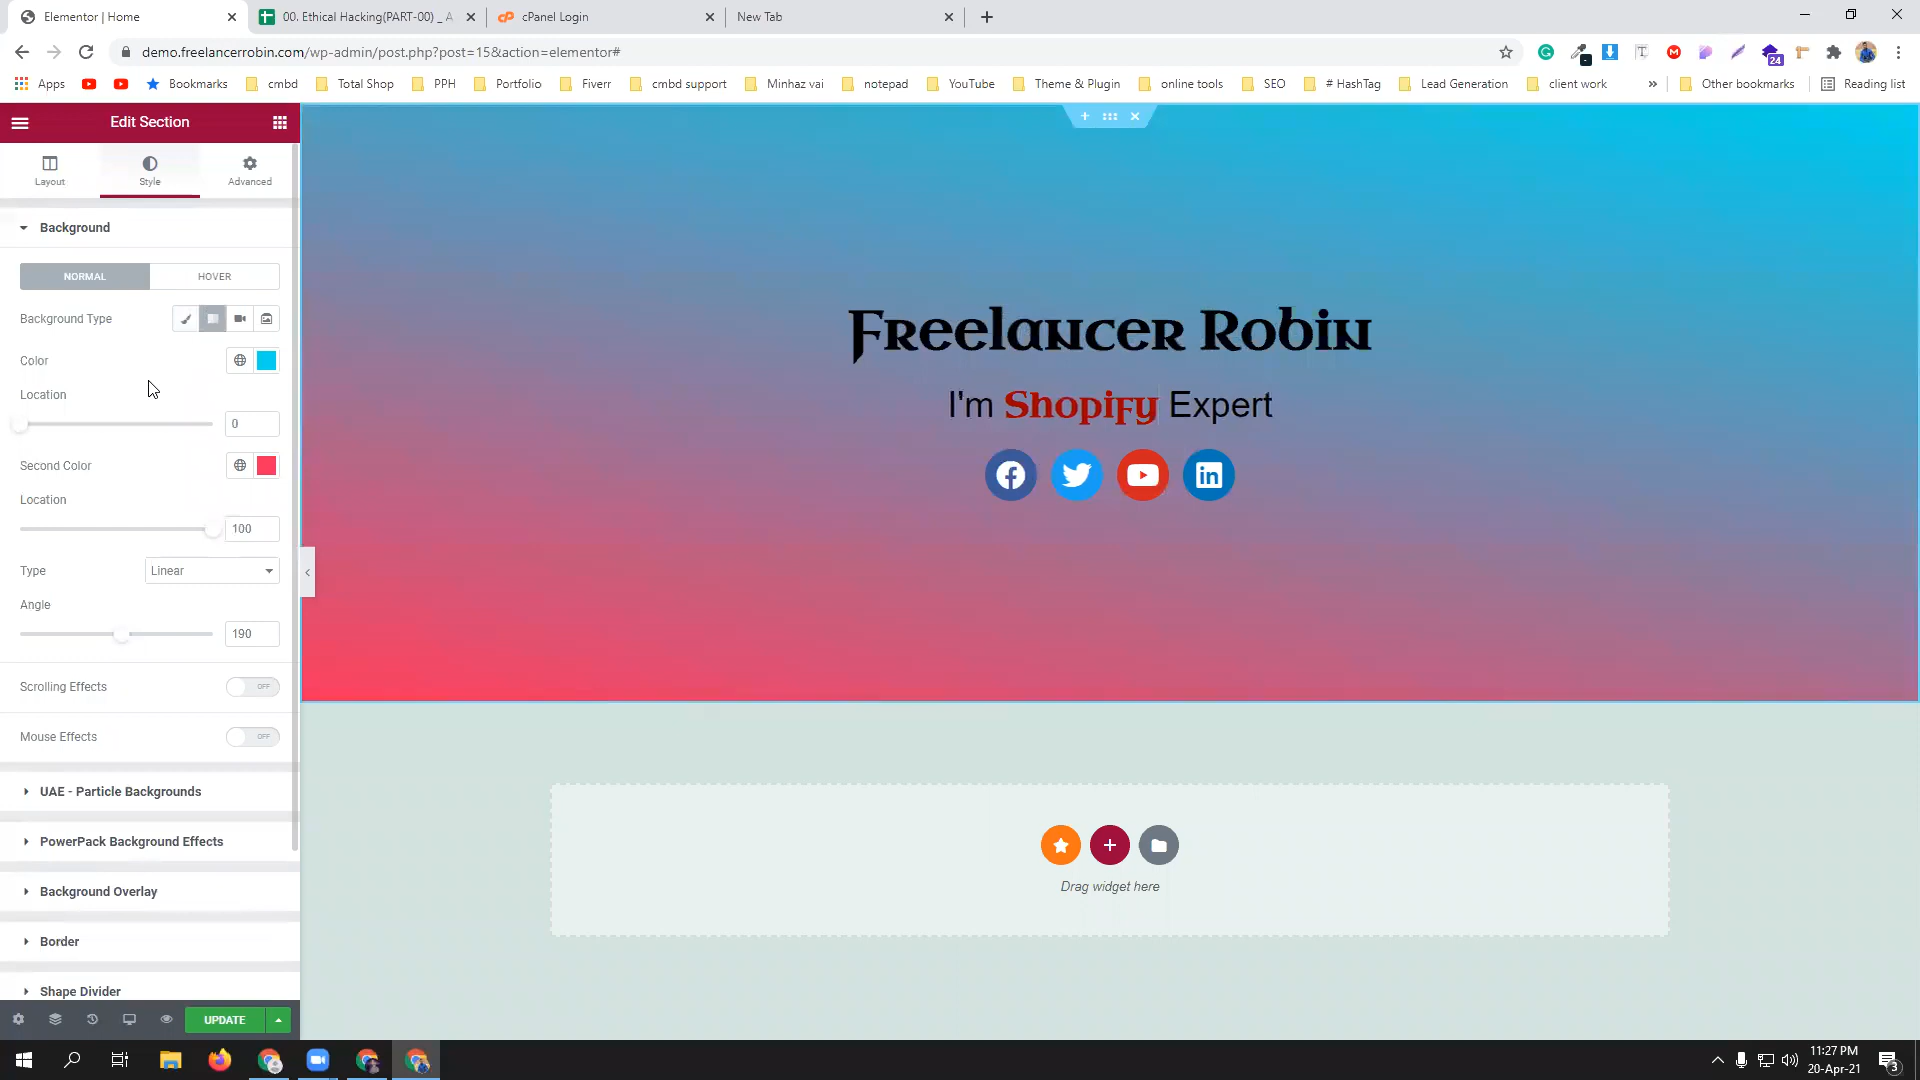 Elementor | Home
00. Ethical Hacking(PART-00) _ A
cPanel Login
New Tab
demo.freelancerrobin.com/wp-admin/post.php?post=15&action=elementor#
24
Apps
Bookmarks
cmbd
Total Shop
PPH
Portfolio
Fiverr
cmbd support
Minhaz vai
notepad
YouTube
Theme & Plugin
online tools
SEO
# HashTag
Lead Generation
client work
»
Other bookmarks
Reading list
Edit Section
Layout
Style
Advanced
Background
NORMAL
HOVER
Background Type
Color
Location
0
Second Color
Location
100
Type
Linear
Angle
190
Scrolling Effects
OFF
Mouse Effects
OFF
UAE - Particle Backgrounds
PowerPack Background Effects
Background Overlay
Border
Shape Divider
UPDATE
Freelancer Robin
I'm Shopify Expert
Drag widget here
11:27 PM
20-Apr-21
3